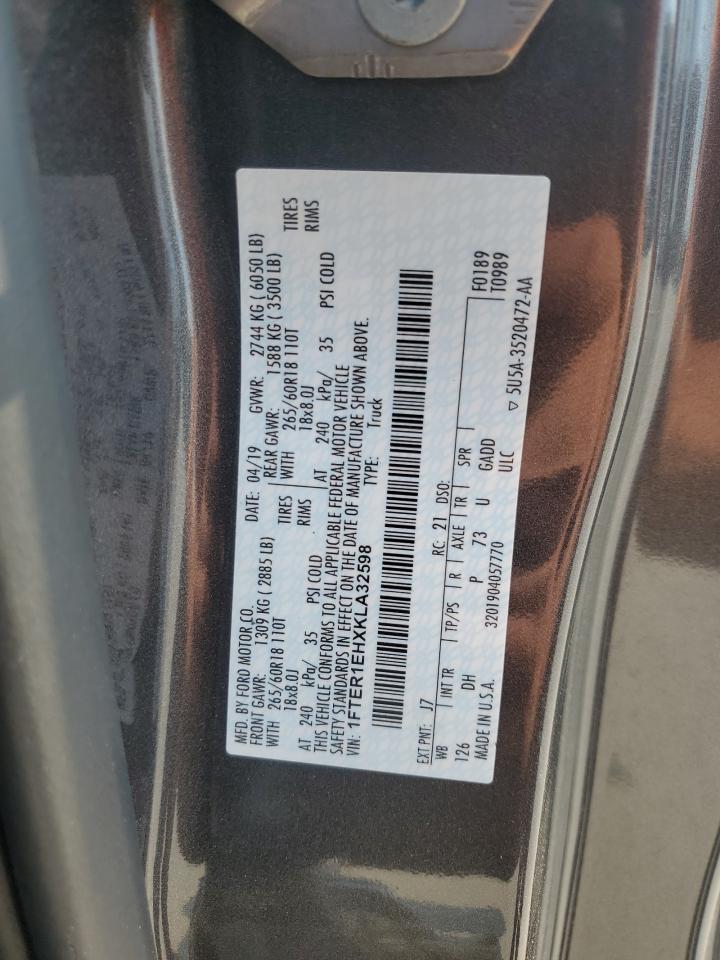 MFD. BY FORD MOTOR CO.
DATE: 04/19 GVWR: 2744 KG ( 6050 LB)
FRONT GAWR: 1309 KG ( 2885 LB) REAR GAWR: 1588 KG ( 3500 LB)
WITH 265/60R18 110T TIRES WITH 265/60R18 110T TIRES
18x8.0J RIMS 18x8.0J RIMS
AT 240 kPa/ 35 PSI COLD AT 240 kPa/ 35 PSI COLD
THIS VEHICLE CONFORMS TO ALL APPLICABLE FEDERAL MOTOR VEHICLE
SAFETY STANDARDS IN EFFECT ON THE DATE OF MANUFACTURE SHOWN ABOVE.
VIN: 1FTER1EHXKLA32598 TYPE: Truck
EXT PNT: J7 RC: 21 DSO: F0189
WB INT TR TP/PS R AXLE TR SPR T0989
126 DH P 73 U GADD
MADE IN U.S.A. 3201904057770 ULC
▽ 5U5A-3520472-AA